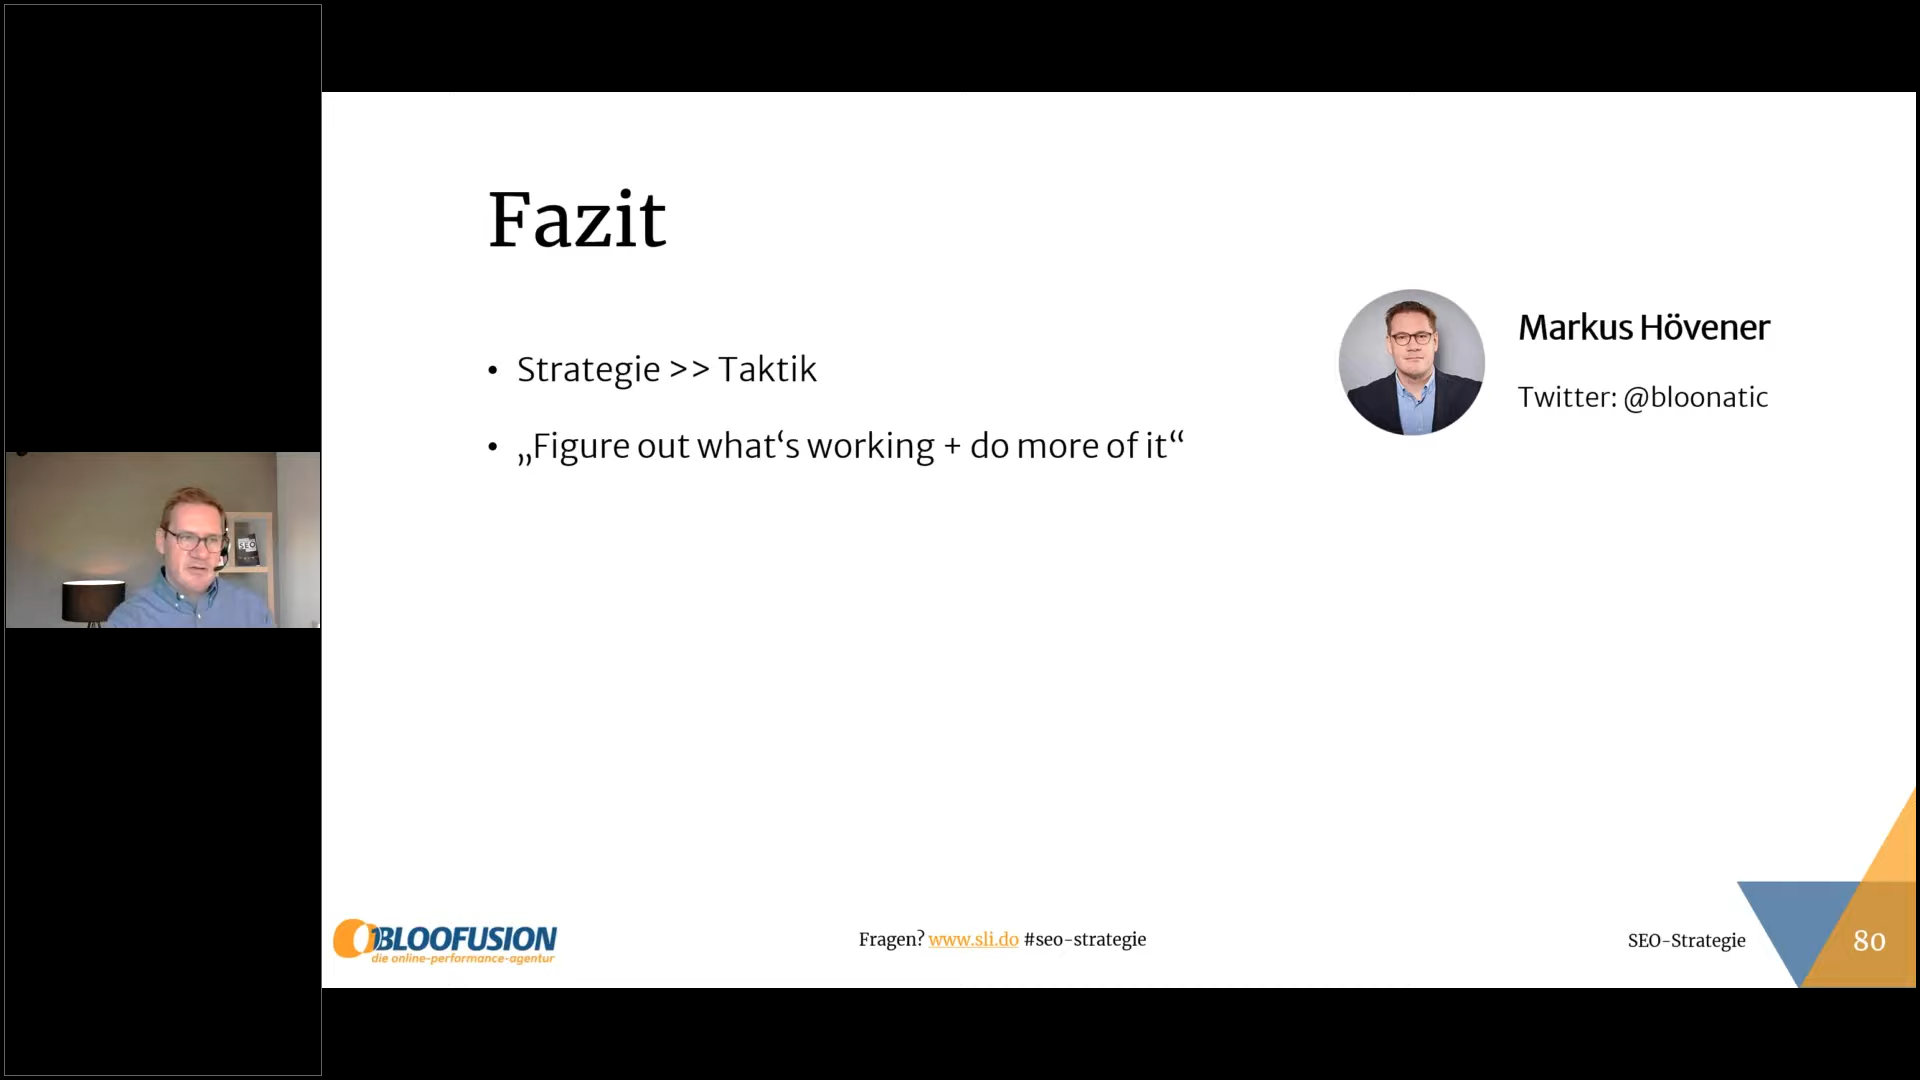 Fazit
• Strategie >> Taktik
• „Figure out what‘s working + do more of it“
Markus Hövener
Twitter: @bloonatic
SEO
BLOOFUSION
die online-performance-agentur
Fragen? www.sli.do #seo-strategie
SEO-Strategie
80